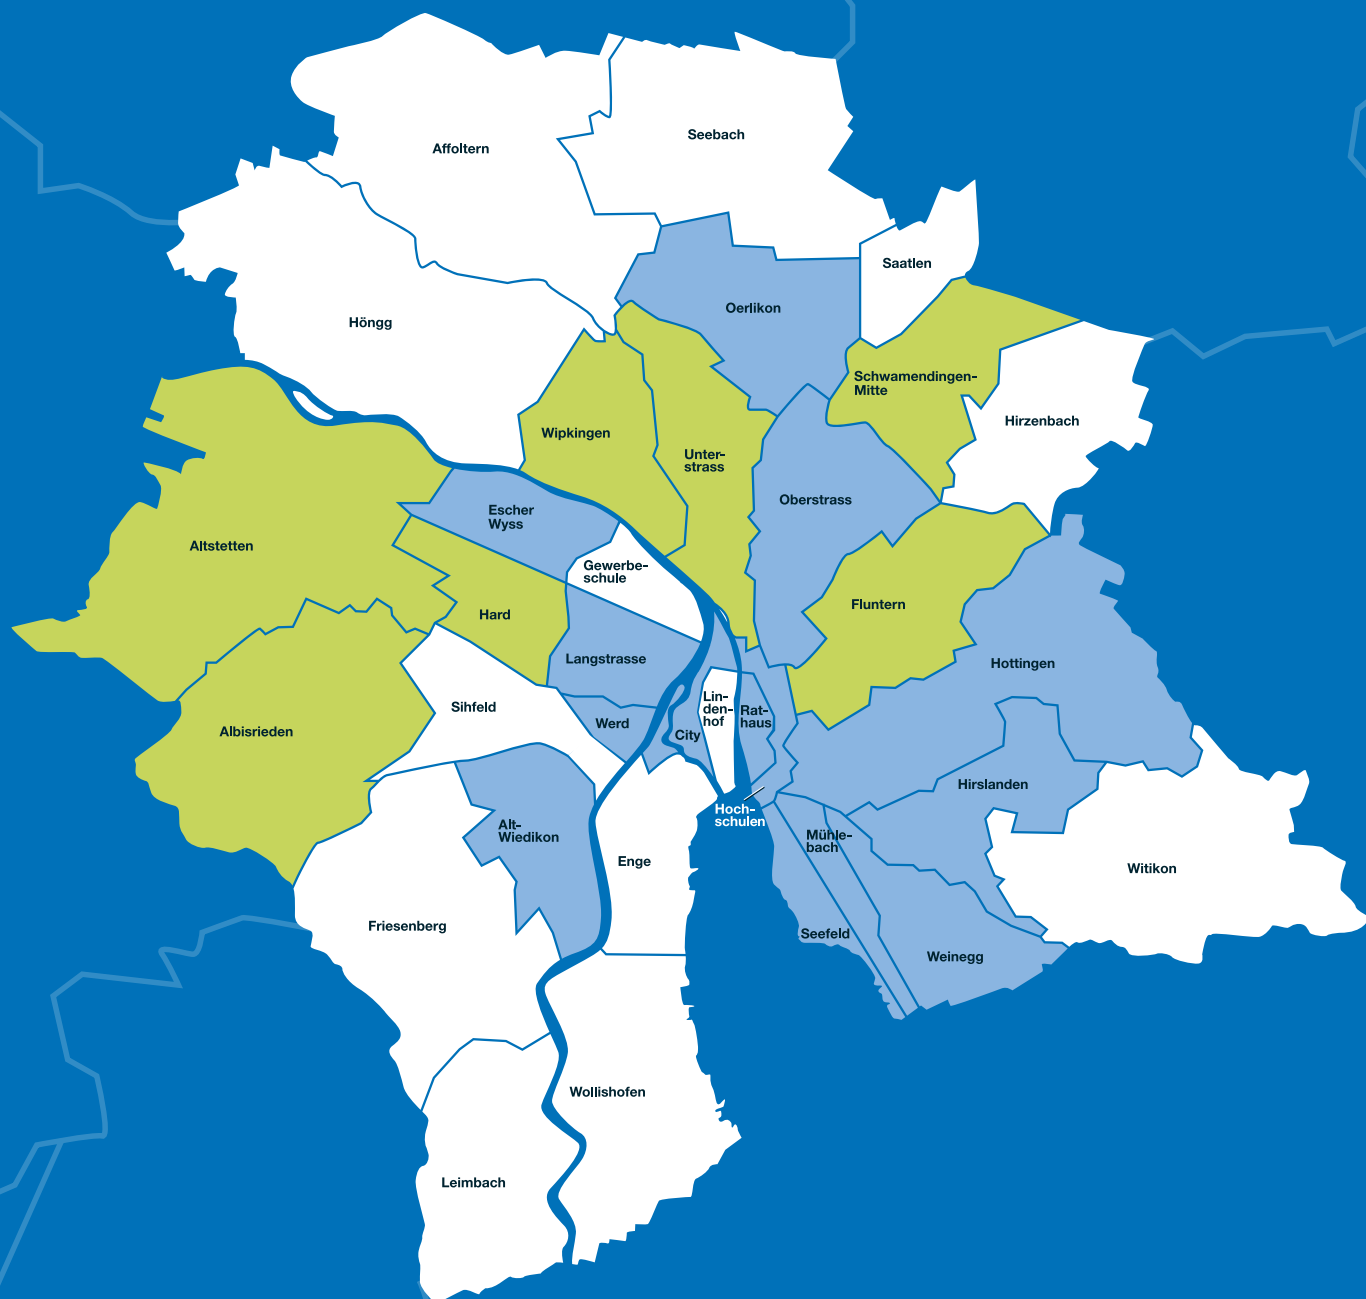 Affoltern
Seebach
Saatlen
Höngg
Oerlikon
Schwamendingen-
Mitte
Hirzenbach
Wipkingen
Unter-
strass
Oberstrass
Escher
Wyss
Altstetten
Gewerbe-
schule
Hard
Fluntern
Langstrasse
Hottingen
Sihfeld
Lin-
den-
hof
Rat-
haus
Werd
City
Albisrieden
Hirslanden
Hoch-
schulen
Alt-
Wiedikon
Mühle-
bach
Enge
Witikon
Friesenberg
Seefeld
Weinegg
Wollishofen
Leimbach